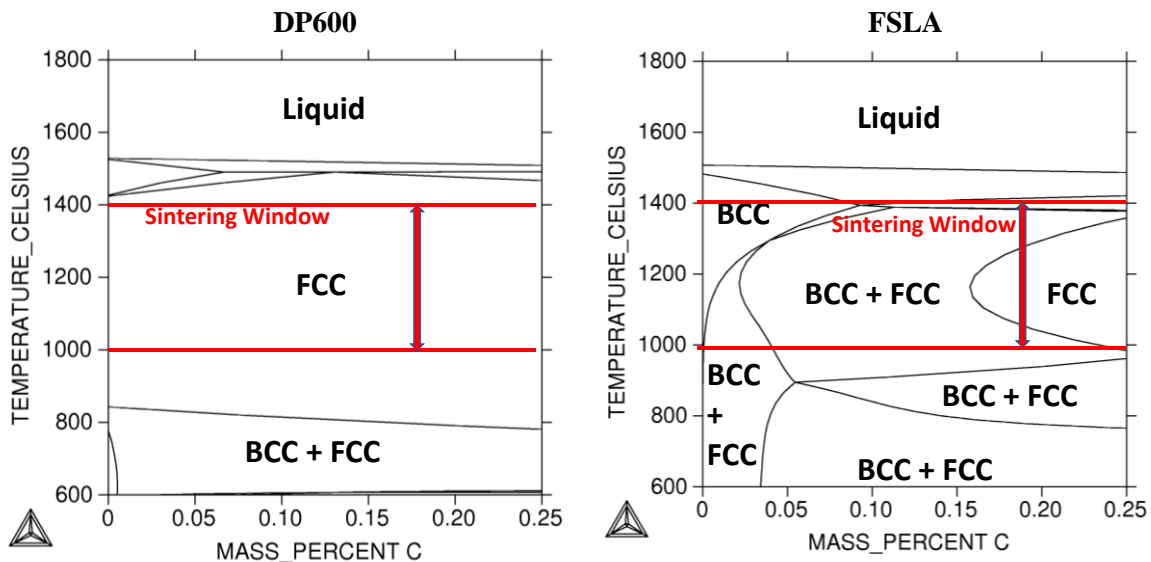 DP600
1800
1600
1400
1200
1000
800
600
TEMPERATURE_CELSIUS
Liquid
Sintering Window
FCC
BCC + FCC
0
0.05
0.10
0.15
0.20
0.25
MASS_PERCENT C
FSLA
1800
1600
1400
1200
1000
800
600
TEMPERATURE_CELSIUS
Liquid
BCC
Sintering Window
BCC + FCC
FCC
BCC
+
FCC
BCC + FCC
BCC + FCC
0
0.05
0.10
0.15
0.20
0.25
MASS_PERCENT C